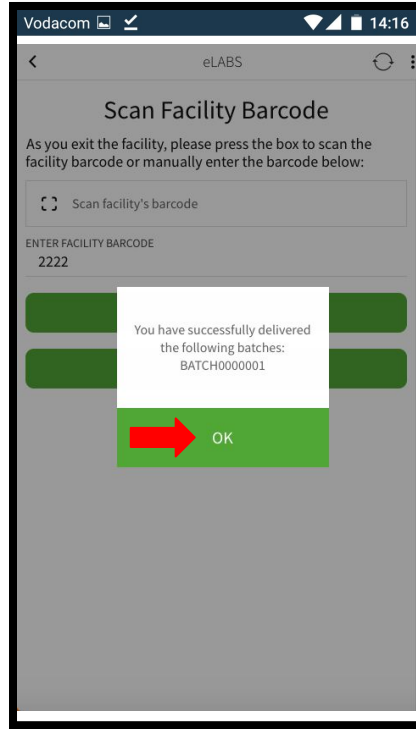 Vodacom 14:16
eLABS
Scan Facility Barcode
As you exit the facility, please press the box to scan the
facility barcode or manually enter the barcode below:
Scan facility's barcode
ENTER FACILITY BARCODE
2222
You have successfully delivered
the following batches:
BATCH0000001
OK